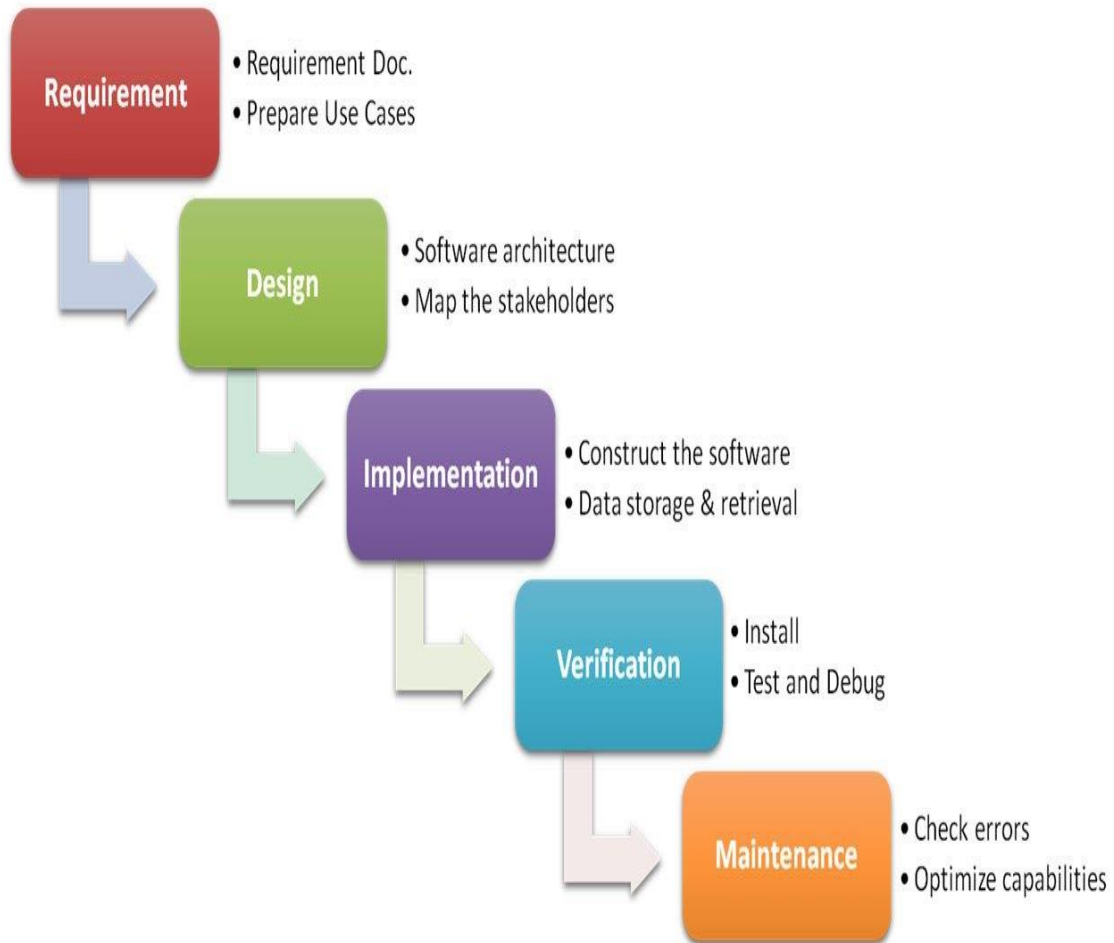 Requirement
• Requirement Doc.
• Prepare Use Cases
Design
• Software architecture
• Map the stakeholders
Implementation
• Construct the software
• Data storage & retrieval
Verification
• Install
• Test and Debug
Maintenance
• Check errors
• Optimize capabilities